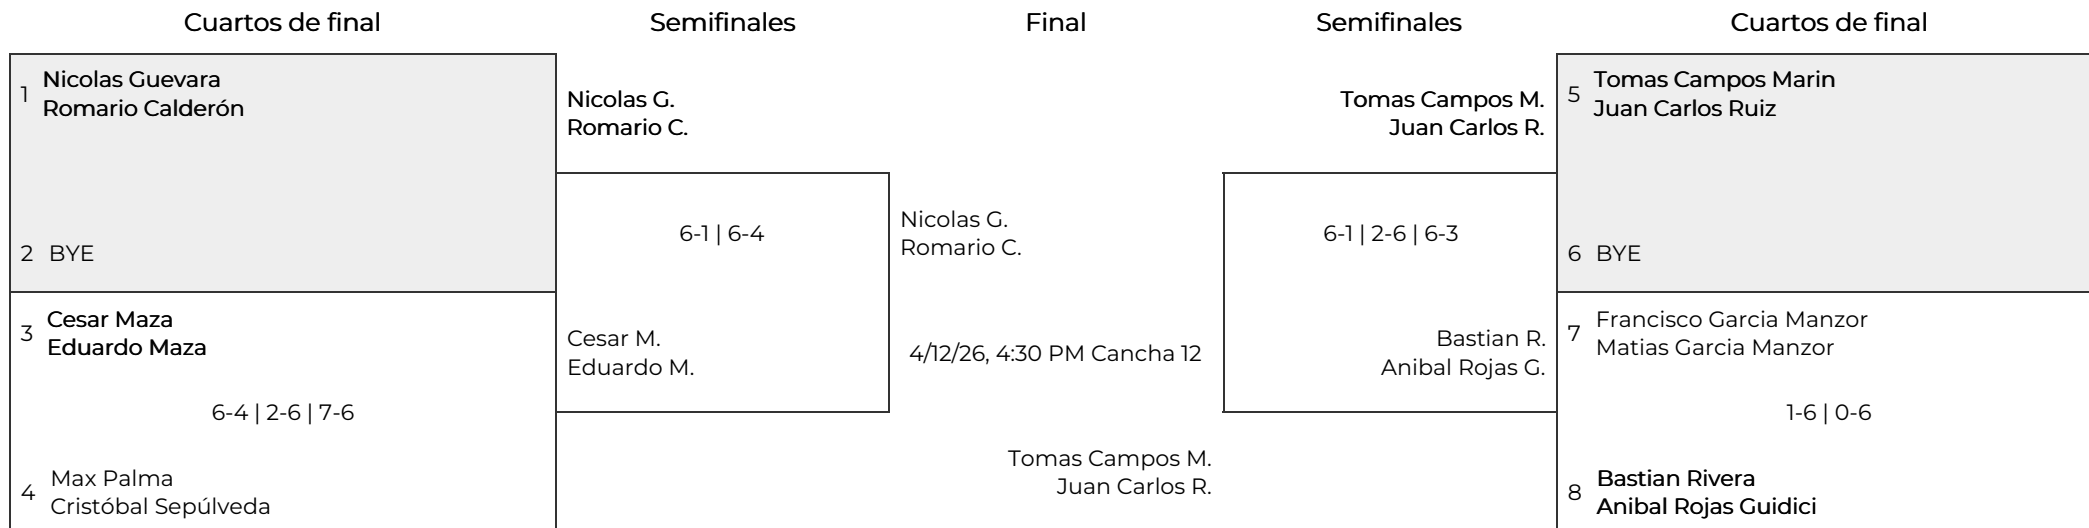 Cuartos de final
Semifinales
Final
Semifinales
Cuartos de final
1
Nicolas Guevara
Romario Calderón
2 BYE
3
Cesar Maza
Eduardo Maza
6-4 | 2-6 | 7-6
4
Max Palma
Cristóbal Sepúlveda
Nicolas G.
Romario C.
6-1 | 6-4
Cesar M.
Eduardo M.
Nicolas G.
Romario C.
4/12/26, 4:30 PM Cancha 12
Tomas Campos M.
Juan Carlos R.
Tomas Campos M.
Juan Carlos R.
6-1 | 2-6 | 6-3
Bastian R.
Anibal Rojas G.
5
Tomas Campos Marin
Juan Carlos Ruiz
6 BYE
7
Francisco Garcia Manzor
Matias Garcia Manzor
1-6 | 0-6
8
Bastian Rivera
Anibal Rojas Guidici